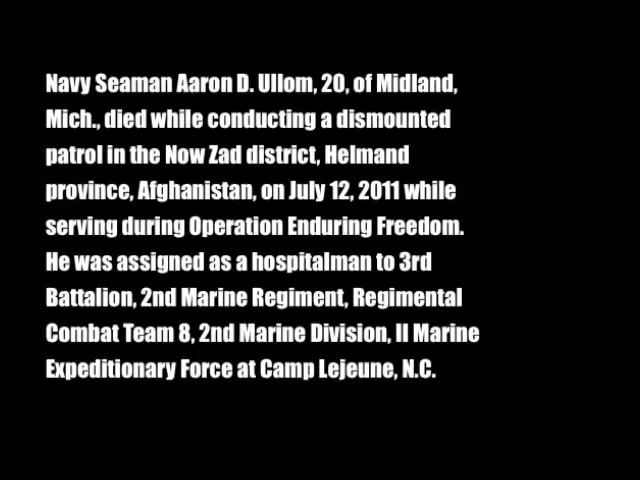 Navy Seaman Aaron D. Ullom, 20, of Midland,
Mich., died while conducting a dismounted
patrol in the Now Zad district, Helmand
province, Afghanistan, on July 12, 2011 while
serving during Operation Enduring Freedom.
He was assigned as a hospitalman to 3rd
Battalion, 2nd Marine Regiment, Regimental
Combat Team 8, 2nd Marine Division, II Marine
Expeditionary Force at Camp Lejeune, N.C.